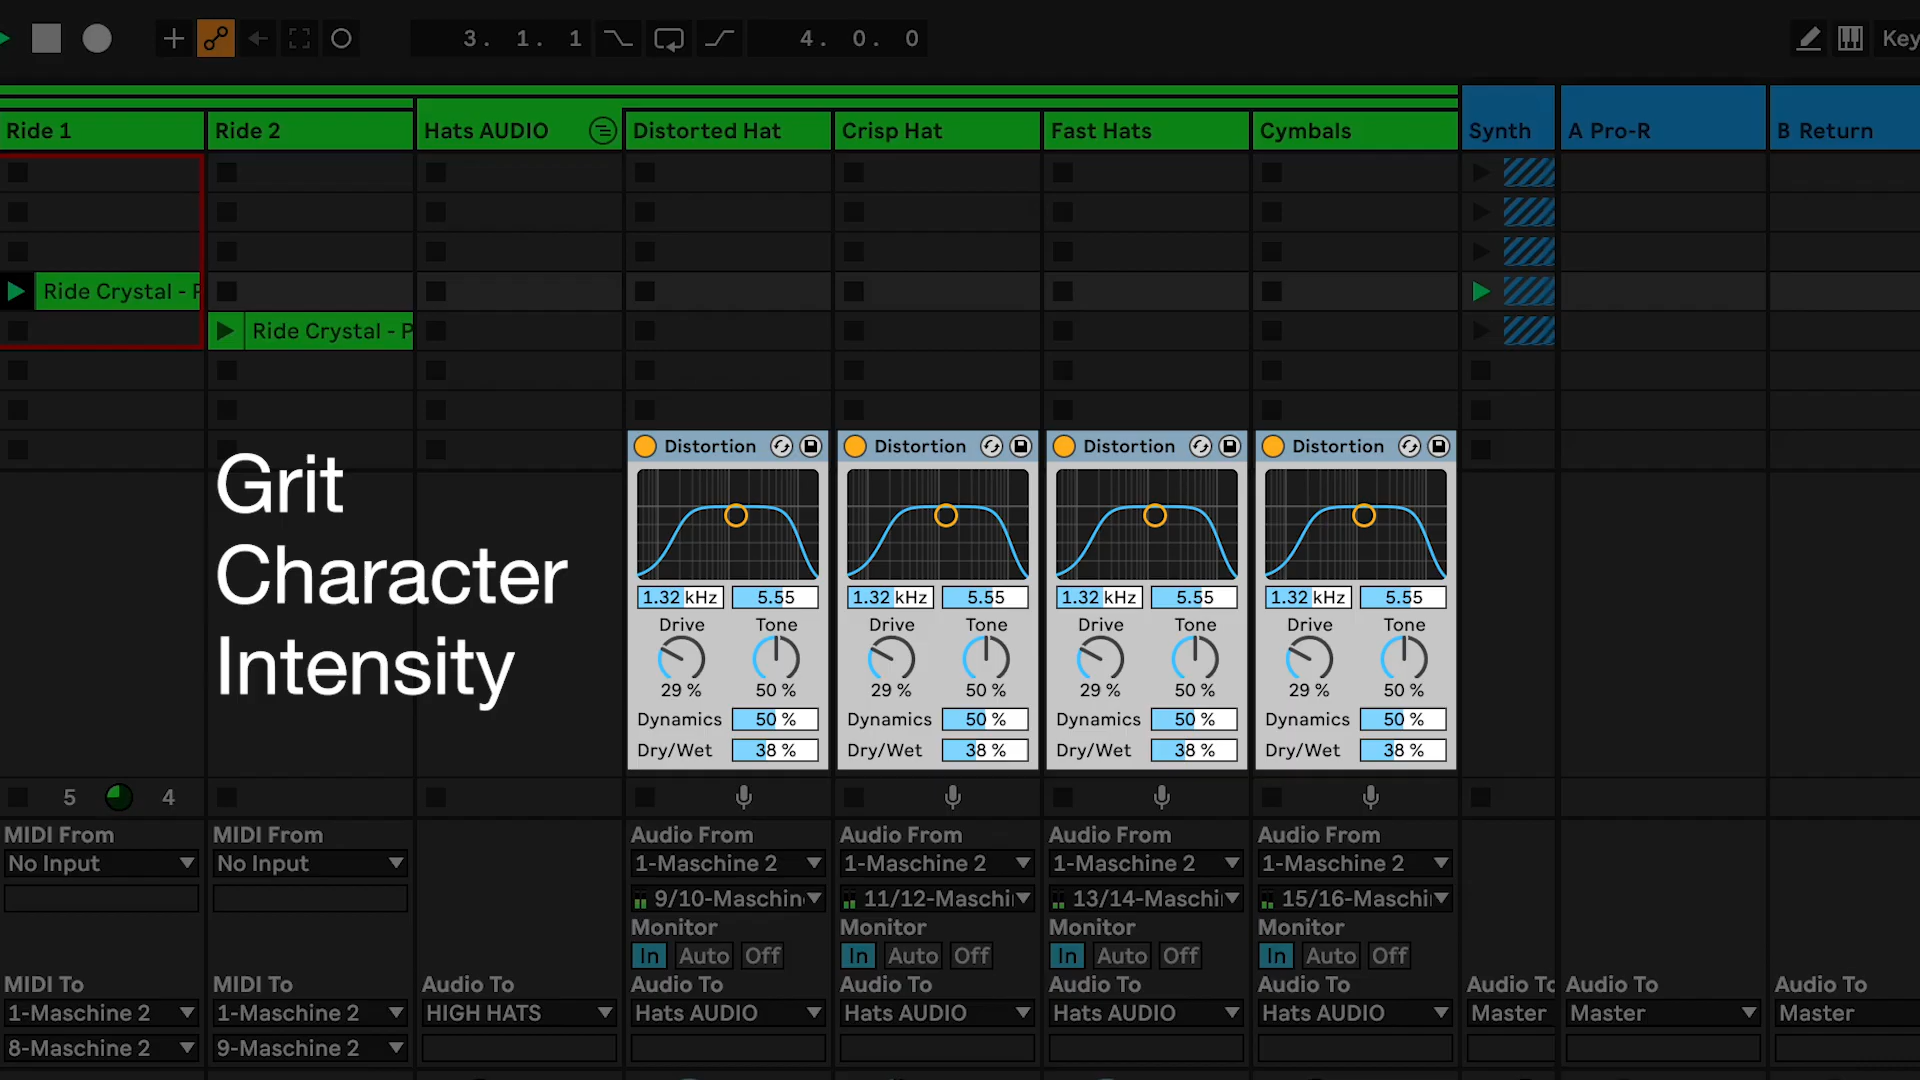 3. 1. 1
4. 0. 0
Key
Ride 1
Ride 2
Hats AUDIO
Distorted Hat
Crisp Hat
Fast Hats
Cymbals
Synth
A Pro-R
B Return
Ride Crystal - P
Ride Crystal - P
Grit
Character
Intensity
Distortion
1.32 kHz 5.55
Drive Tone
29 % 50 %
Dynamics 50 %
Dry/Wet 38 %
Distortion
1.32 kHz 5.55
Drive Tone
29 % 50 %
Dynamics 50 %
Dry/Wet 38 %
Distortion
1.32 kHz 5.55
Drive Tone
29 % 50 %
Dynamics 50 %
Dry/Wet 38 %
Distortion
1.32 kHz 5.55
Drive Tone
29 % 50 %
Dynamics 50 %
Dry/Wet 38 %
5 4
MIDI From
No Input
MIDI To
1-Maschine 2
8-Maschine 2
MIDI From
No Input
MIDI To
1-Maschine 2
9-Maschine 2
Audio To
HIGH HATS
Audio From
1-Maschine 2
9/10-Maschin
Monitor
In Auto Off
Audio To
Hats AUDIO
Audio From
1-Maschine 2
11/12-Maschi
Monitor
In Auto Off
Audio To
Hats AUDIO
Audio From
1-Maschine 2
13/14-Maschi
Monitor
In Auto Off
Audio To
Hats AUDIO
Audio From
1-Maschine 2
15/16-Maschi
Monitor
In Auto Off
Audio To
Hats AUDIO
Audio To
Master
Audio To
Master
Audio To
Master